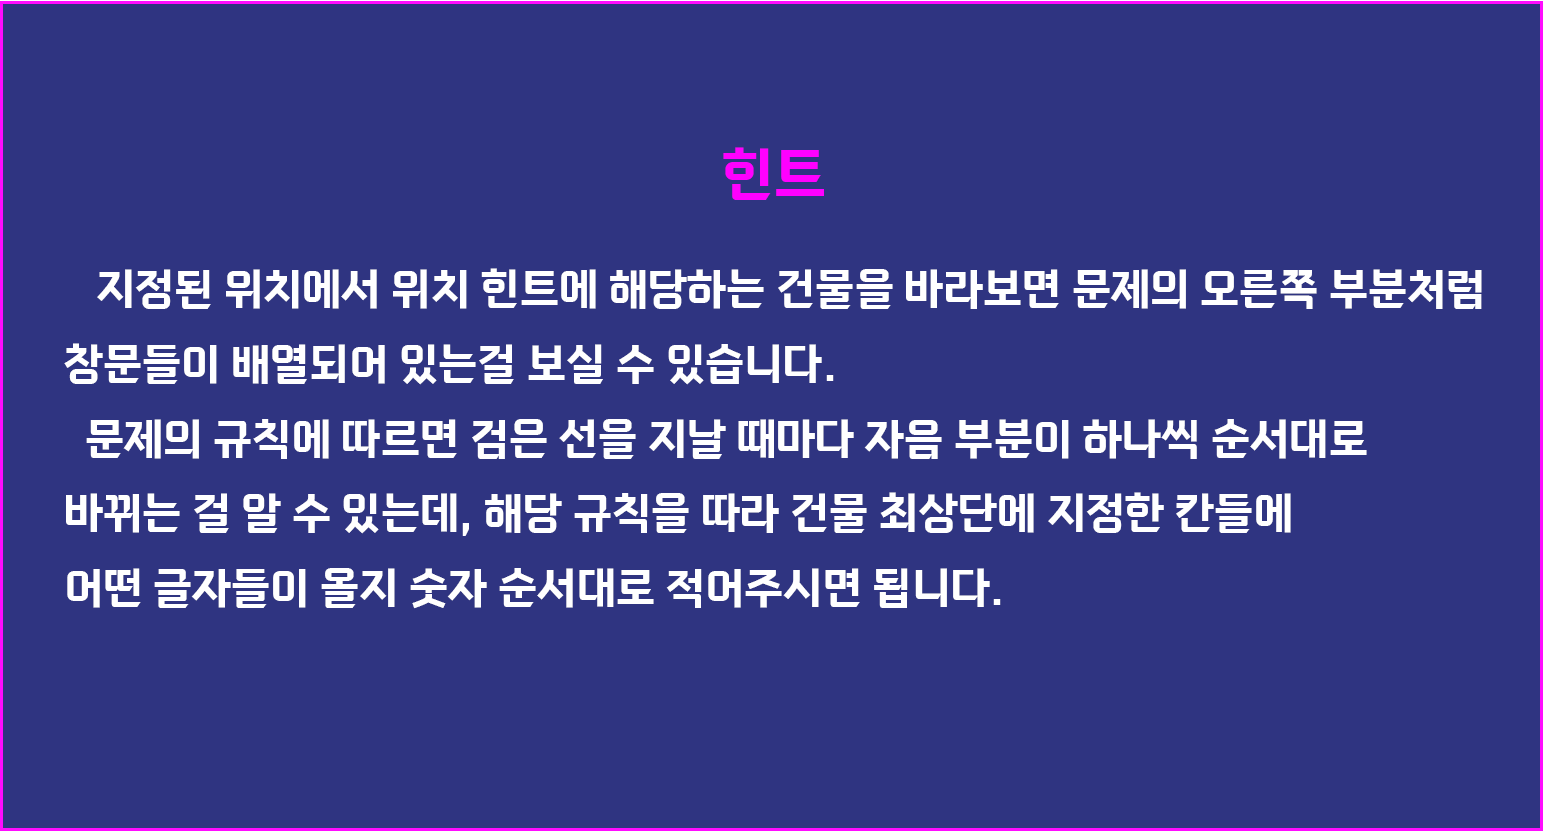 힌트
지정된 위치에서 위치 힌트에 해당하는 건물을 바라보면 문제의 오른쪽 부분처럼
창문들이 배열되어 있는걸 보실 수 있습니다.
문제의 규칙에 따르면 검은 선을 지날 때마다 자음 부분이 하나씩 순서대로
바뀌는 걸 알 수 있는데, 해당 규칙을 따라 건물 최상단에 지정한 칸들에
어떤 글자들이 올지 숫자 순서대로 적어주시면 됩니다.